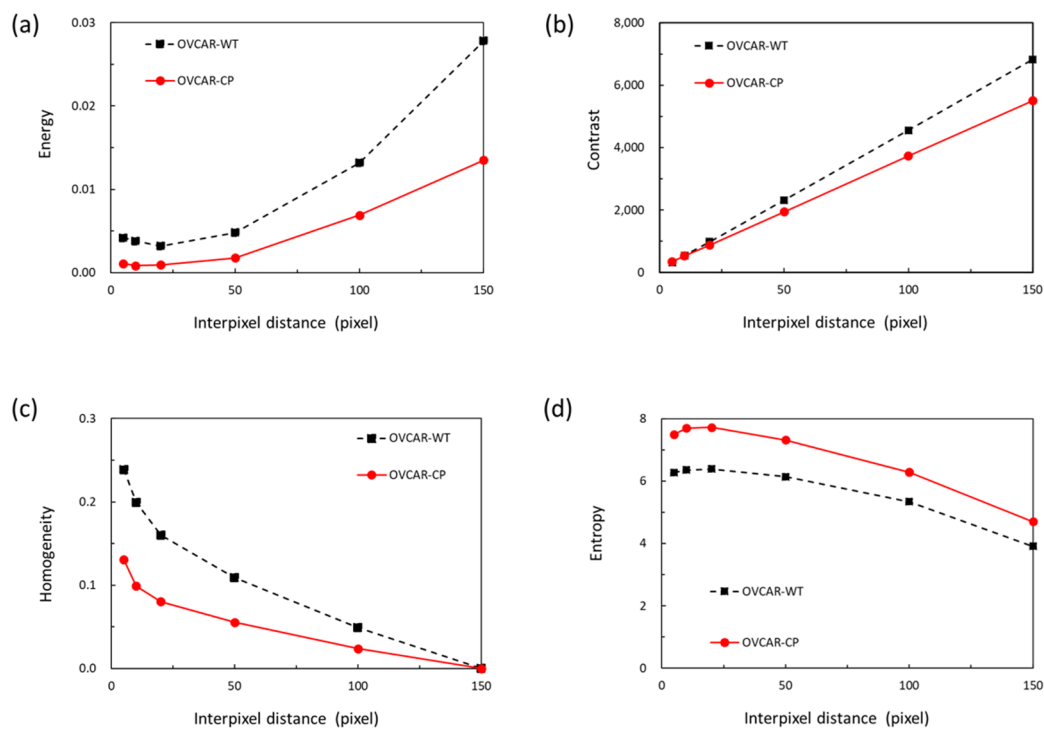 (a)
0.03
0.02
0.01
0.00
Energy
OVCAR-WT
OVCAR-CP
0 50 100 150
Interpixel distance (pixel)
(b)
8,000
6,000
4,000
2,000
0
Contrast
OVCAR-WT
OVCAR-CP
0 50 100 150
Interpixel distance (pixel)
(c)
0.3
0.2
0.1
0.0
Homogeneity
OVCAR-WT
OVCAR-CP
0 50 100 150
Interpixel distance (pixel)
(d)
8
6
4
2
0
Entropy
OVCAR-WT
OVCAR-CP
0 50 100 150
Interpixel distance (pixel)